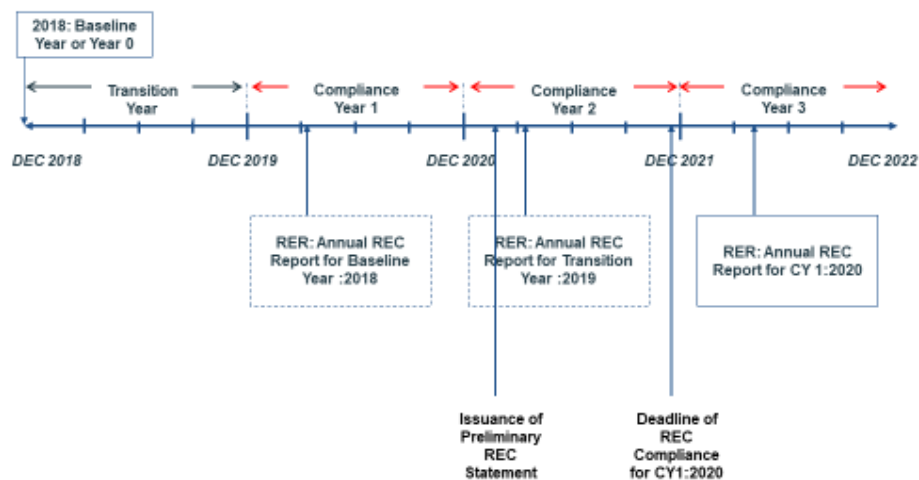 2018: Baseline
Year or Year 0
Transition
Year
Compliance
Year 1
Compliance
Year 2
Compliance
Year 3
DEC 2018
DEC 2019
DEC 2020
DEC 2021
DEC 2022
RER: Annual REC
Report for Baseline
Year :2018
RER: Annual REC
Report for Transition
Year :2019
RER: Annual REC
Report for CY 1:2020
Issuance of
Preliminary
REC
Statement
Deadline of
REC
Compliance
for CY1:2020